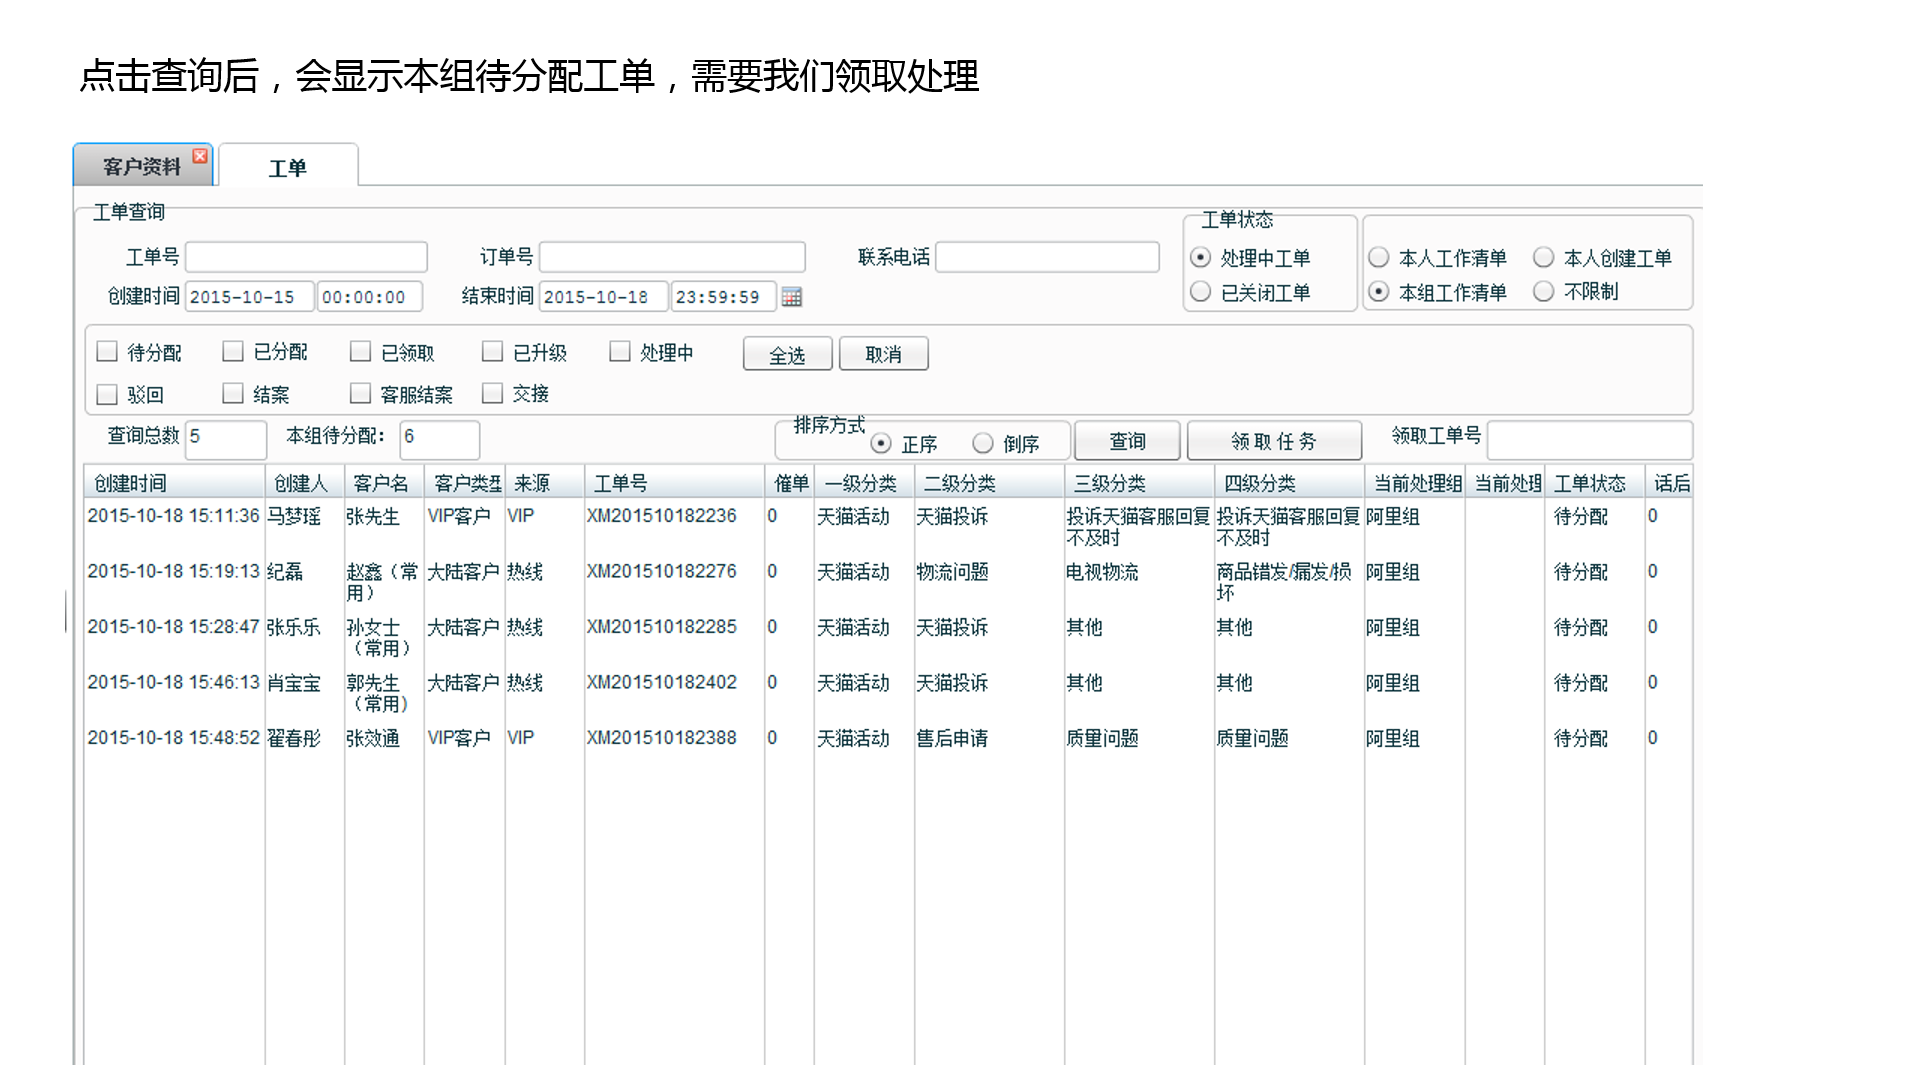 点击查询后，会显示本组待分配工单，需要我们领取处理
客户资料 工单
工单查询
工单状态
工单号 订单号 联系电话 处理中工单 本人工作清单 本人创建工单
创建时间 2015-10-15 00:00:00 结束时间 2015-10-18 23:59:59 已关闭工单 本组工作清单 不限制
待分配 已分配 已领取 已升级 处理中 全选 取消
驳回 结案 客服结案 交接
查询总数 5 本组待分配： 6 排序方式 正序 倒序 查询 领取任务 领取工单号
创建时间 创建人 客户名 客户类型 来源 工单号 催单 一级分类 二级分类 三级分类 四级分类 当前处理组 当前处理 工单状态 话后
2015-10-18 15:11:36 马梦瑶 张先生 VIP客户 VIP XM201510182236 0 天猫活动 天猫投诉 投诉天猫客服回复 投诉天猫客服回复 阿里组 待分配 0
不及时 不及时
2015-10-18 15:19:13 纪磊 赵鑫（常 大陆客户 热线 XM201510182276 0 天猫活动 物流问题 电视物流 商品错发/漏发/损 阿里组 待分配 0
用） 坏
2015-10-18 15:28:47 张乐乐 孙女士 大陆客户 热线 XM201510182285 0 天猫活动 天猫投诉 其他 其他 阿里组 待分配 0
（常用）
2015-10-18 15:46:13 肖宝宝 郭先生 大陆客户 热线 XM201510182402 0 天猫活动 天猫投诉 其他 其他 阿里组 待分配 0
（常用）
2015-10-18 15:48:52 翟春彤 张效通 VIP客户 VIP XM201510182388 0 天猫活动 售后申请 质量问题 质量问题 阿里组 待分配 0